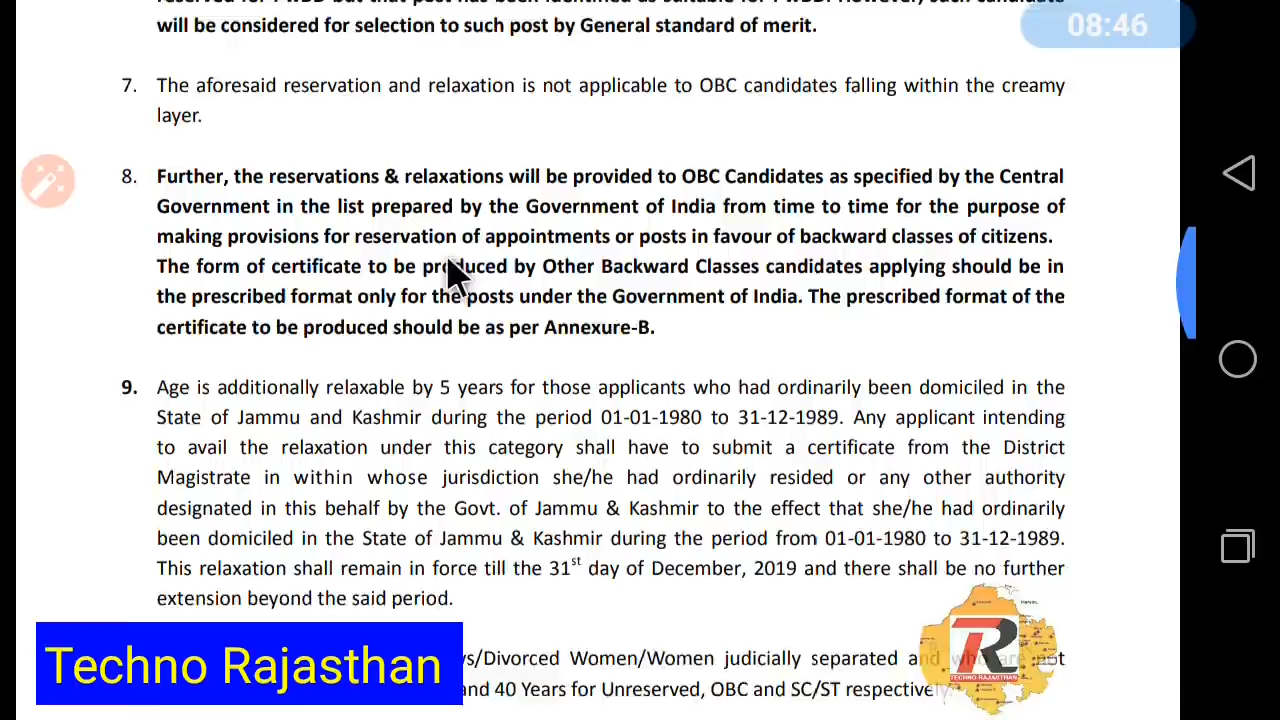 will be considered for selection to such post by General standard of merit.
08:46
7. The aforesaid reservation and relaxation is not applicable to OBC candidates falling within the creamy
layer.
8. Further, the reservations & relaxations will be provided to OBC Candidates as specified by the Central
Government in the list prepared by the Government of India from time to time for the purpose of
making provisions for reservation of appointments or posts in favour of backward classes of citizens.
The form of certificate to be produced by Other Backward Classes candidates applying should be in
the prescribed format only for the posts under the Government of India. The prescribed format of the
certificate to be produced should be as per Annexure-B.
9. Age is additionally relaxable by 5 years for those applicants who had ordinarily been domiciled in the
State of Jammu and Kashmir during the period 01-01-1980 to 31-12-1989. Any applicant intending
to avail the relaxation under this category shall have to submit a certificate from the District
Magistrate in within whose jurisdiction she/he had ordinarily resided or any other authority
designated in this behalf by the Govt. of Jammu & Kashmir to the effect that she/he had ordinarily
been domiciled in the State of Jammu & Kashmir during the period from 01-01-1980 to 31-12-1989.
This relaxation shall remain in force till the 31st day of December, 2019 and there shall be no further
extension beyond the said period.
/Divorced Women/Women judicially separated and who are not
and 40 Years for Unreserved, OBC and SC/ST respectively.
Techno Rajasthan
TR
TECHNO RAJASTHAN